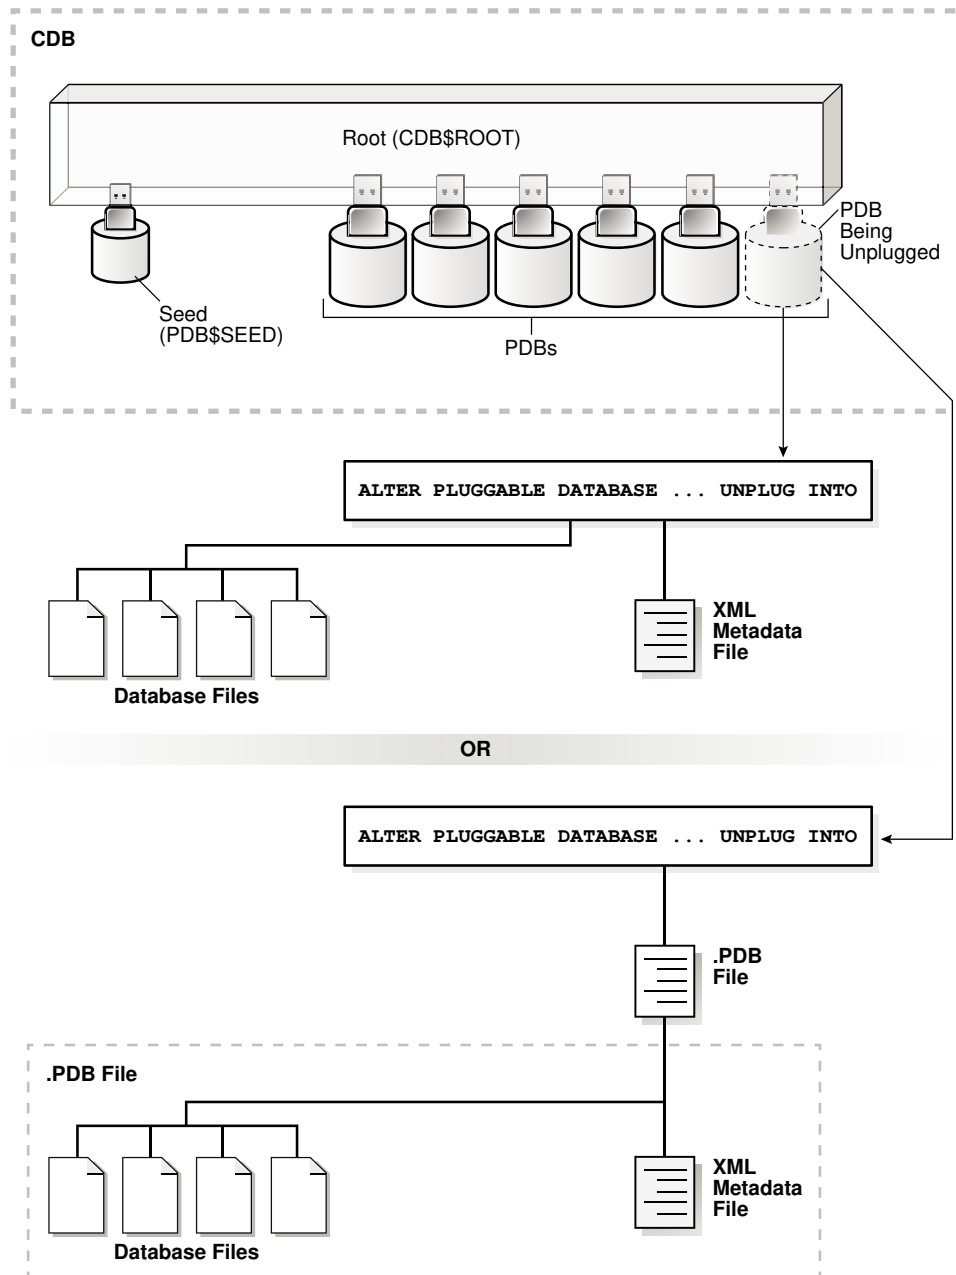 CDB
Root (CDB$ROOT)
PDB
Being
Unplugged
Seed
(PDB$SEED)
PDBs
ALTER PLUGGABLE DATABASE ... UNPLUG INTO
XML
Metadata
File
Database Files
OR
ALTER PLUGGABLE DATABASE ... UNPLUG INTO
.PDB
File
.PDB File
XML
Metadata
File
Database Files